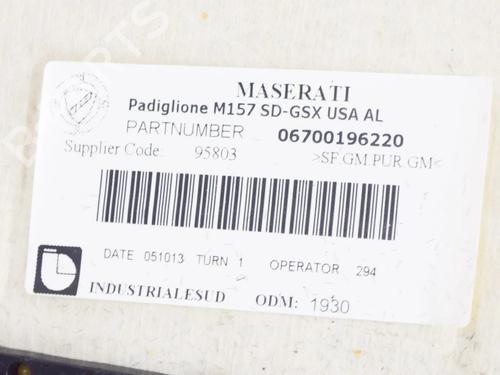 MASERATI
Padiglione M157 SD-GSX USA AL
PARTNUMBER 06700196220
Supplier Code: 95803 >SF.GM.PUR.GM<
DATE 051013 TURN 1 OPERATOR 294
INDUSTRIALESUD ODM: 1930